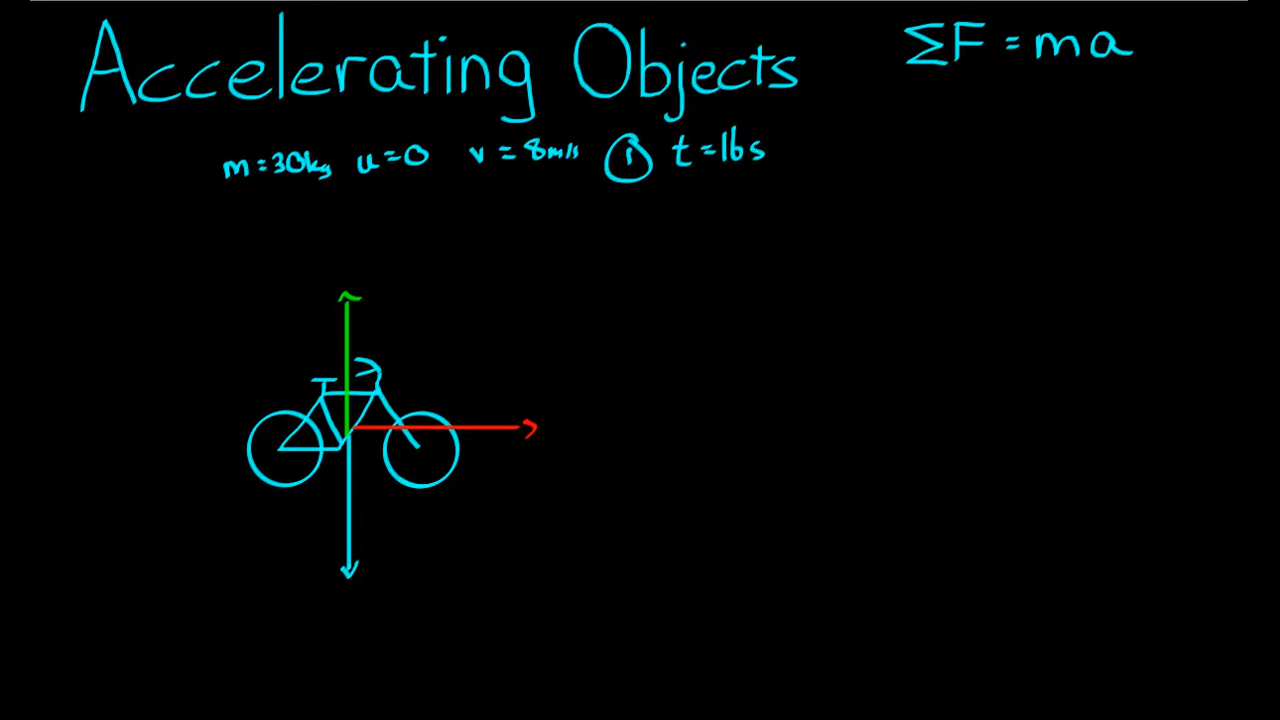 Accelerating Objects ΣF = ma
m = 30kg u = 0 v = 8m/s ① t = 16s